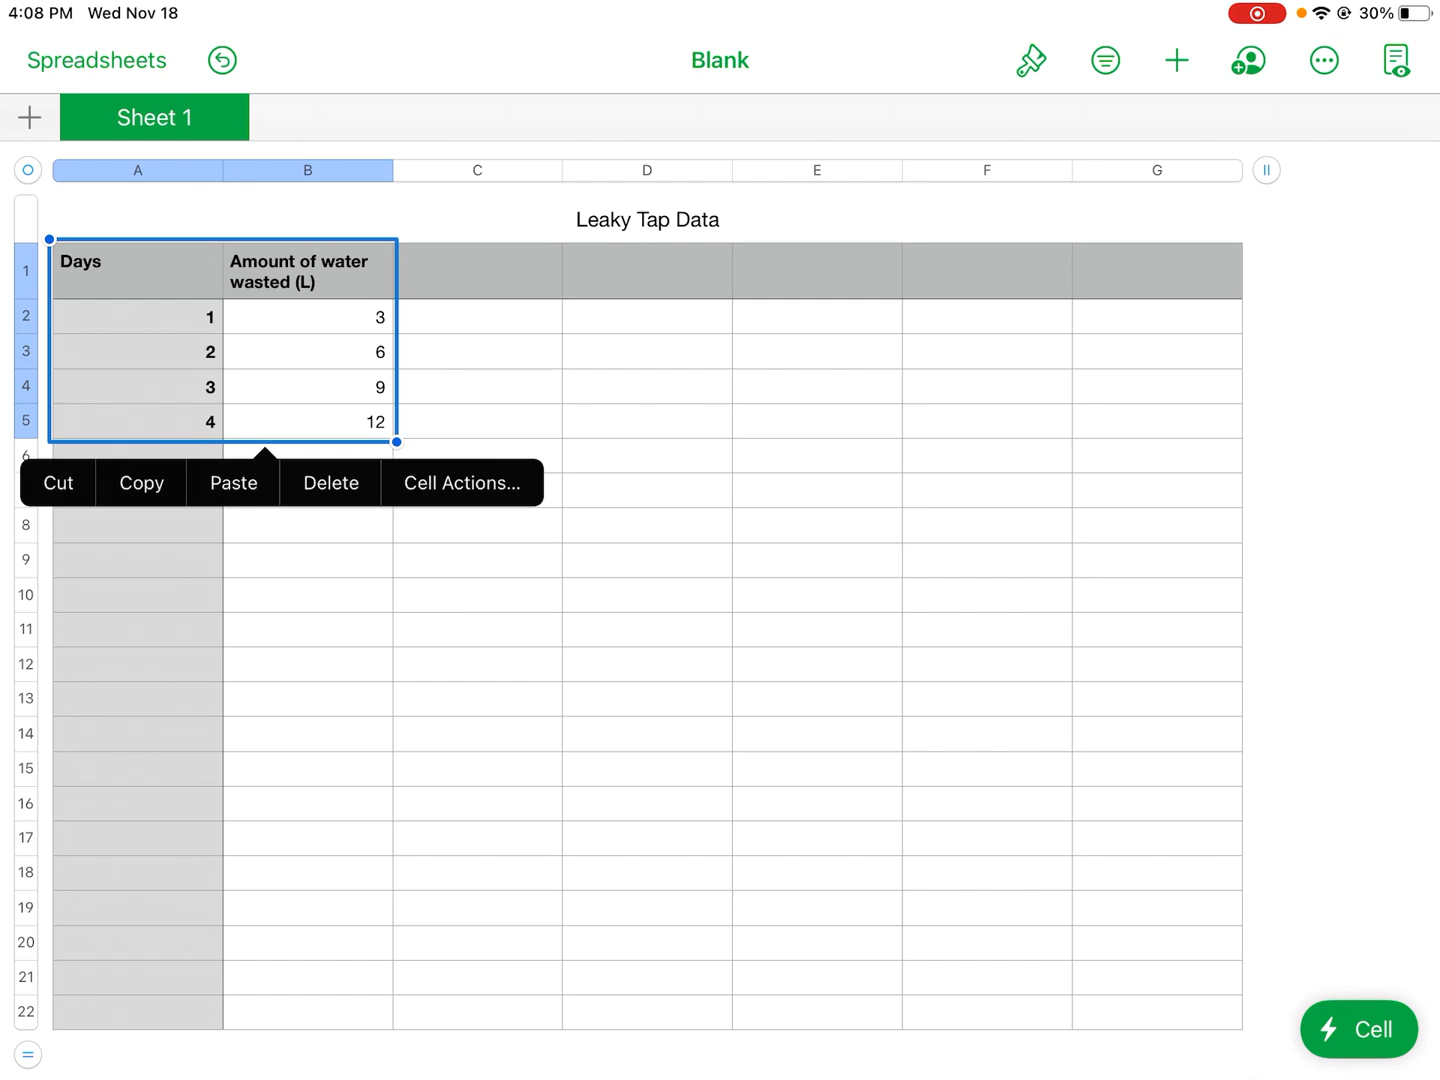 4:08 PM Wed Nov 18 30%
Spreadsheets Blank
Sheet 1
A B C D E F G
Leaky Tap Data
1 Days Amount of water
wasted (L)
2 1 3
3 2 6
4 3 9
5 4 12
6
Cut Copy Paste Delete Cell Actions...
8
9
10
11
12
13
14
15
16
17
18
19
20
21
22
Cell